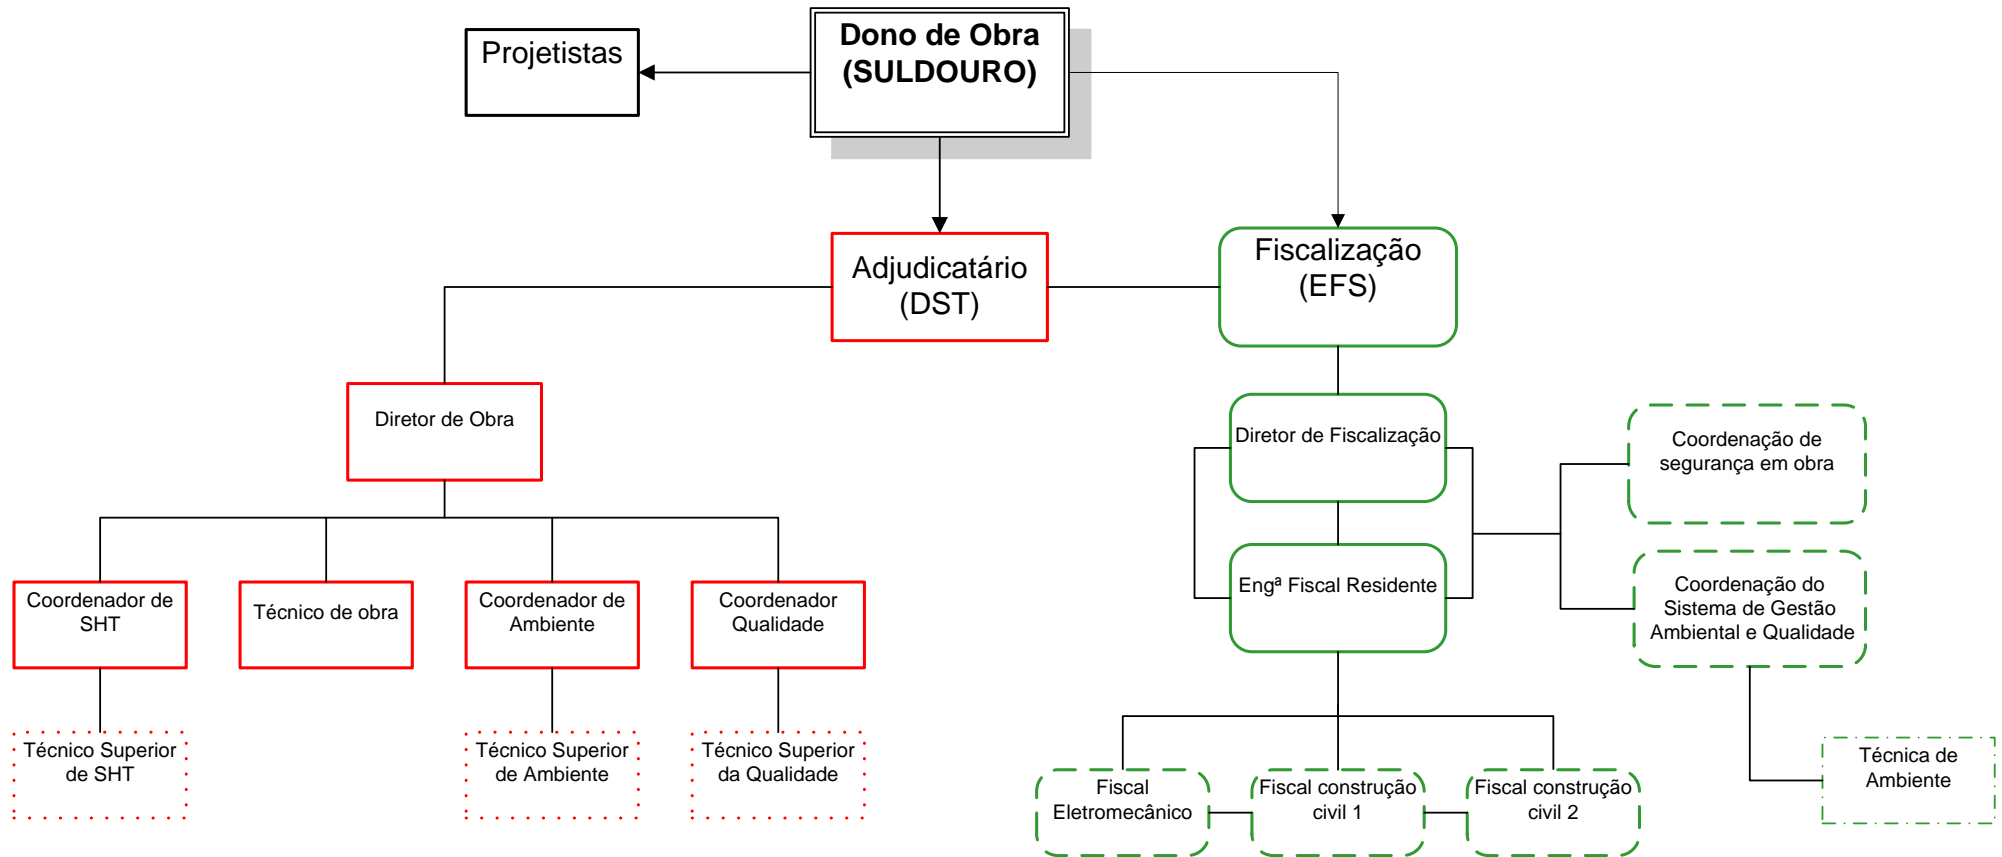 Projetistas
Dono de Obra
(SULDOURO)
Adjudicatário
(DST)
Fiscalização
(EFS)
Diretor de Obra
Diretor de Fiscalização
Coordenação de
segurança em obra
Engª Fiscal Residente
Coordenação do
Sistema de Gestão
Ambiental e Qualidade
Coordenador de
SHT
Técnico de obra
Coordenador de
Ambiente
Coordenador
Qualidade
Técnico Superior
de SHT
Técnico Superior
de Ambiente
Técnico Superior
da Qualidade
Fiscal
Eletromecânico
Fiscal construção
civil 1
Fiscal construção
civil 2
Técnica de
Ambiente